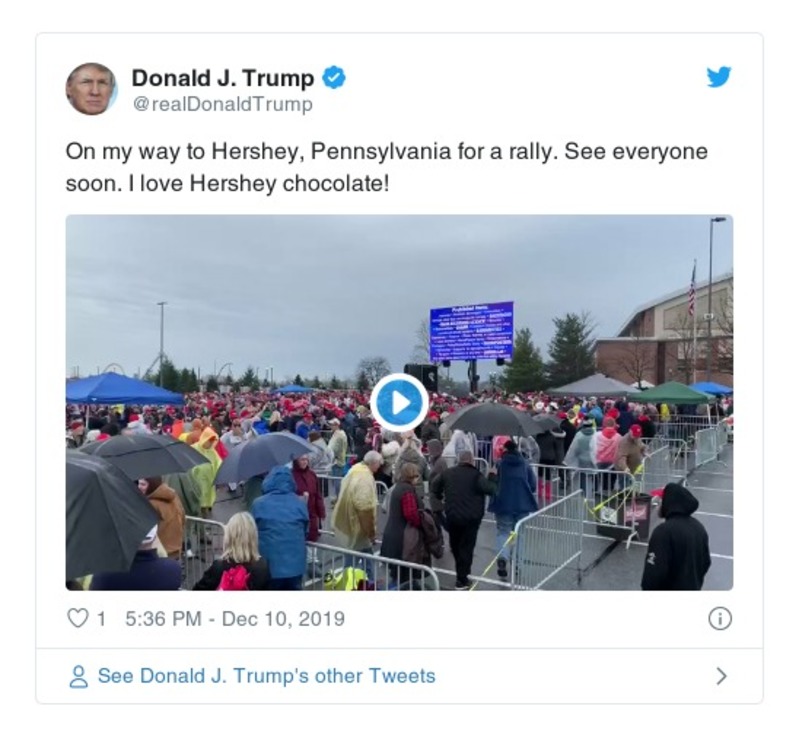 Donald J. Trump
@realDonaldTrump
On my way to Hershey, Pennsylvania for a rally. See everyone
soon. I love Hershey chocolate!
Prohibited Items:
1 5:36 PM - Dec 10, 2019
See Donald J. Trump's other Tweets